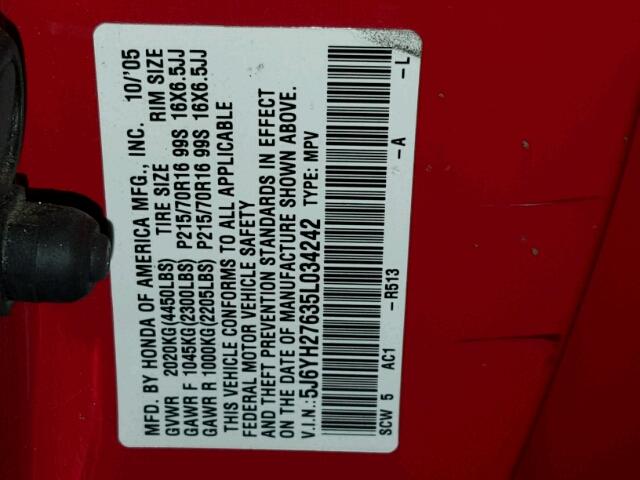 MFD. BY HONDA OF AMERICA MFG., INC. 10/'05
GVWR 2020KG(4450LBS) TIRE SIZE RIM SIZE
GAWR F 1045KG(2300LBS) P215/70R16 99S 16X6.5JJ
GAWR R 1000KG(2205LBS) P215/70R16 99S 16X6.5JJ
THIS VEHICLE CONFORMS TO ALL APPLICABLE
FEDERAL MOTOR VEHICLE SAFETY
AND THEFT PREVENTION STANDARDS IN EFFECT
ON THE DATE OF MANUFACTURE SHOWN ABOVE.
V.I.N.:5J6YH27635L034242 TYPE: MPV
SCW 5 AC1 -R513 -A -L